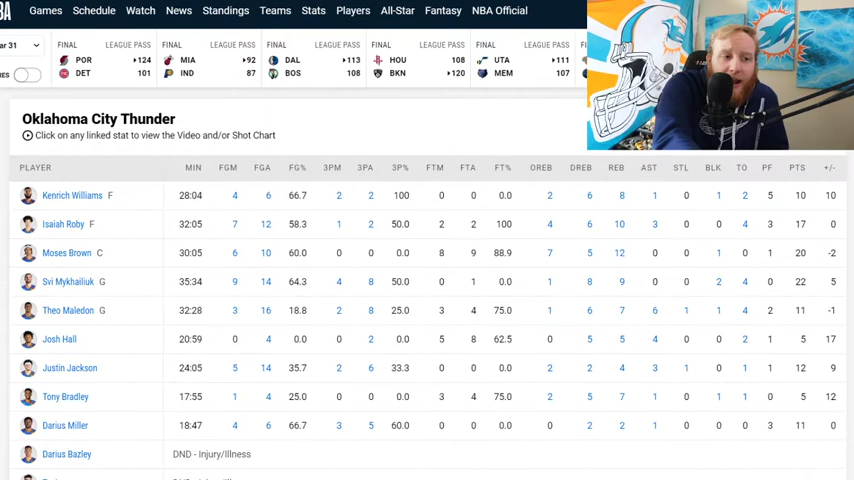 Games Schedule Watch News Standings Teams Stats Players All-Star Fantasy NBA Official
ar 31 FINAL LEAGUE PASS FINAL LEAGUE PASS FINAL LEAGUE PASS FINAL LEAGUE PASS FINAL LEAGUE PASS
POR 124 MIA 92 DAL 113 HOU 108 UTA 111
RES DET 101 IND 87 BOS 108 BKN 120 MEM 107
Oklahoma City Thunder
Click on any linked stat to view the Video and/or Shot Chart
PLAYER MIN FGM FGA FG% 3PM 3PA 3P% FTM FTA FT% OREB DREB REB AST STL BLK TO PF PTS +/-
Kenrich Williams F 28:04 4 6 66.7 2 2 100 0 0 0.0 2 6 8 1 0 1 2 5 10 10
Isaiah Roby F 32:05 7 12 58.3 1 2 50.0 2 2 100 4 6 10 3 0 0 4 3 17 0
Moses Brown C 30:05 6 10 60.0 0 0 0.0 8 9 88.9 7 5 12 0 0 1 0 1 20 -2
Svi Mykhailiuk G 35:34 9 14 64.3 4 8 50.0 0 1 0.0 1 8 9 0 0 2 4 0 22 5
Theo Maledon G 32:28 3 16 18.8 2 8 25.0 3 4 75.0 1 6 7 6 1 1 4 2 11 -1
Josh Hall 20:59 0 4 0.0 0 2 0.0 5 8 62.5 0 5 5 4 0 0 2 1 5 17
Justin Jackson 24:05 5 14 35.7 2 6 33.3 0 0 0.0 2 2 4 3 1 0 1 1 12 9
Tony Bradley 17:55 1 4 25.0 0 0 0.0 3 4 75.0 2 5 7 1 0 1 1 0 5 12
Darius Miller 18:47 4 6 66.7 3 5 60.0 0 0 0.0 0 2 2 1 0 0 0 3 11 0
Darius Bazley DND - Injury/Illness